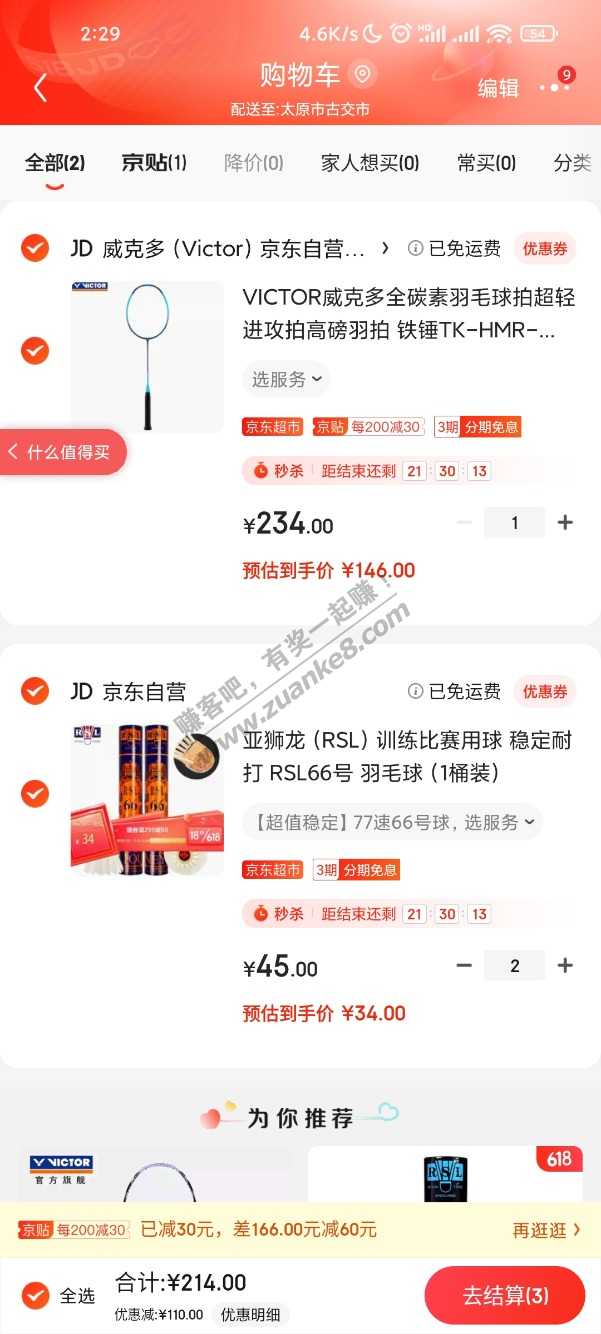 2:29
4.6K/s
HD
54
购物车
配送至:太原市古交市
编辑
9
全部(2)
京贴(1)
降价(0)
家人想买(0)
常买(0)
分类
JD 威克多（Victor）京东自营... >
已免运费
优惠券
VICTOR
VICTOR威克多全碳素羽毛球拍超轻
进攻拍高磅羽拍 铁锤TK-HMR-...
选服务
京东超市 京贴 每200减30 3期 分期免息
< 什么值得买
秒杀 距结束还剩 21:30:13
¥234.00
1
预估到手价 ¥146.00
赚客吧，有奖一起赚！
www.zuanke8.com
JD 京东自营
已免运费
优惠券
RSL
亚狮龙（RSL）训练比赛用球 稳定耐
打 RSL66号 羽毛球（1桶装）
¥34
18%618
【超值稳定】77速66号球，选服务
京东超市 3期 分期免息
秒杀 距结束还剩 21:30:13
¥45.00
2
预估到手价 ¥34.00
为你推荐
VICTOR
官方旗舰
RSL
618
京贴 每200减30 已减30元，差166.00元减60元
再逛逛 >
全选
合计:¥214.00
优惠减:¥110.00 优惠明细
去结算(3)